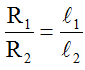 R₁/R₂ = ℓ₁/ℓ₂